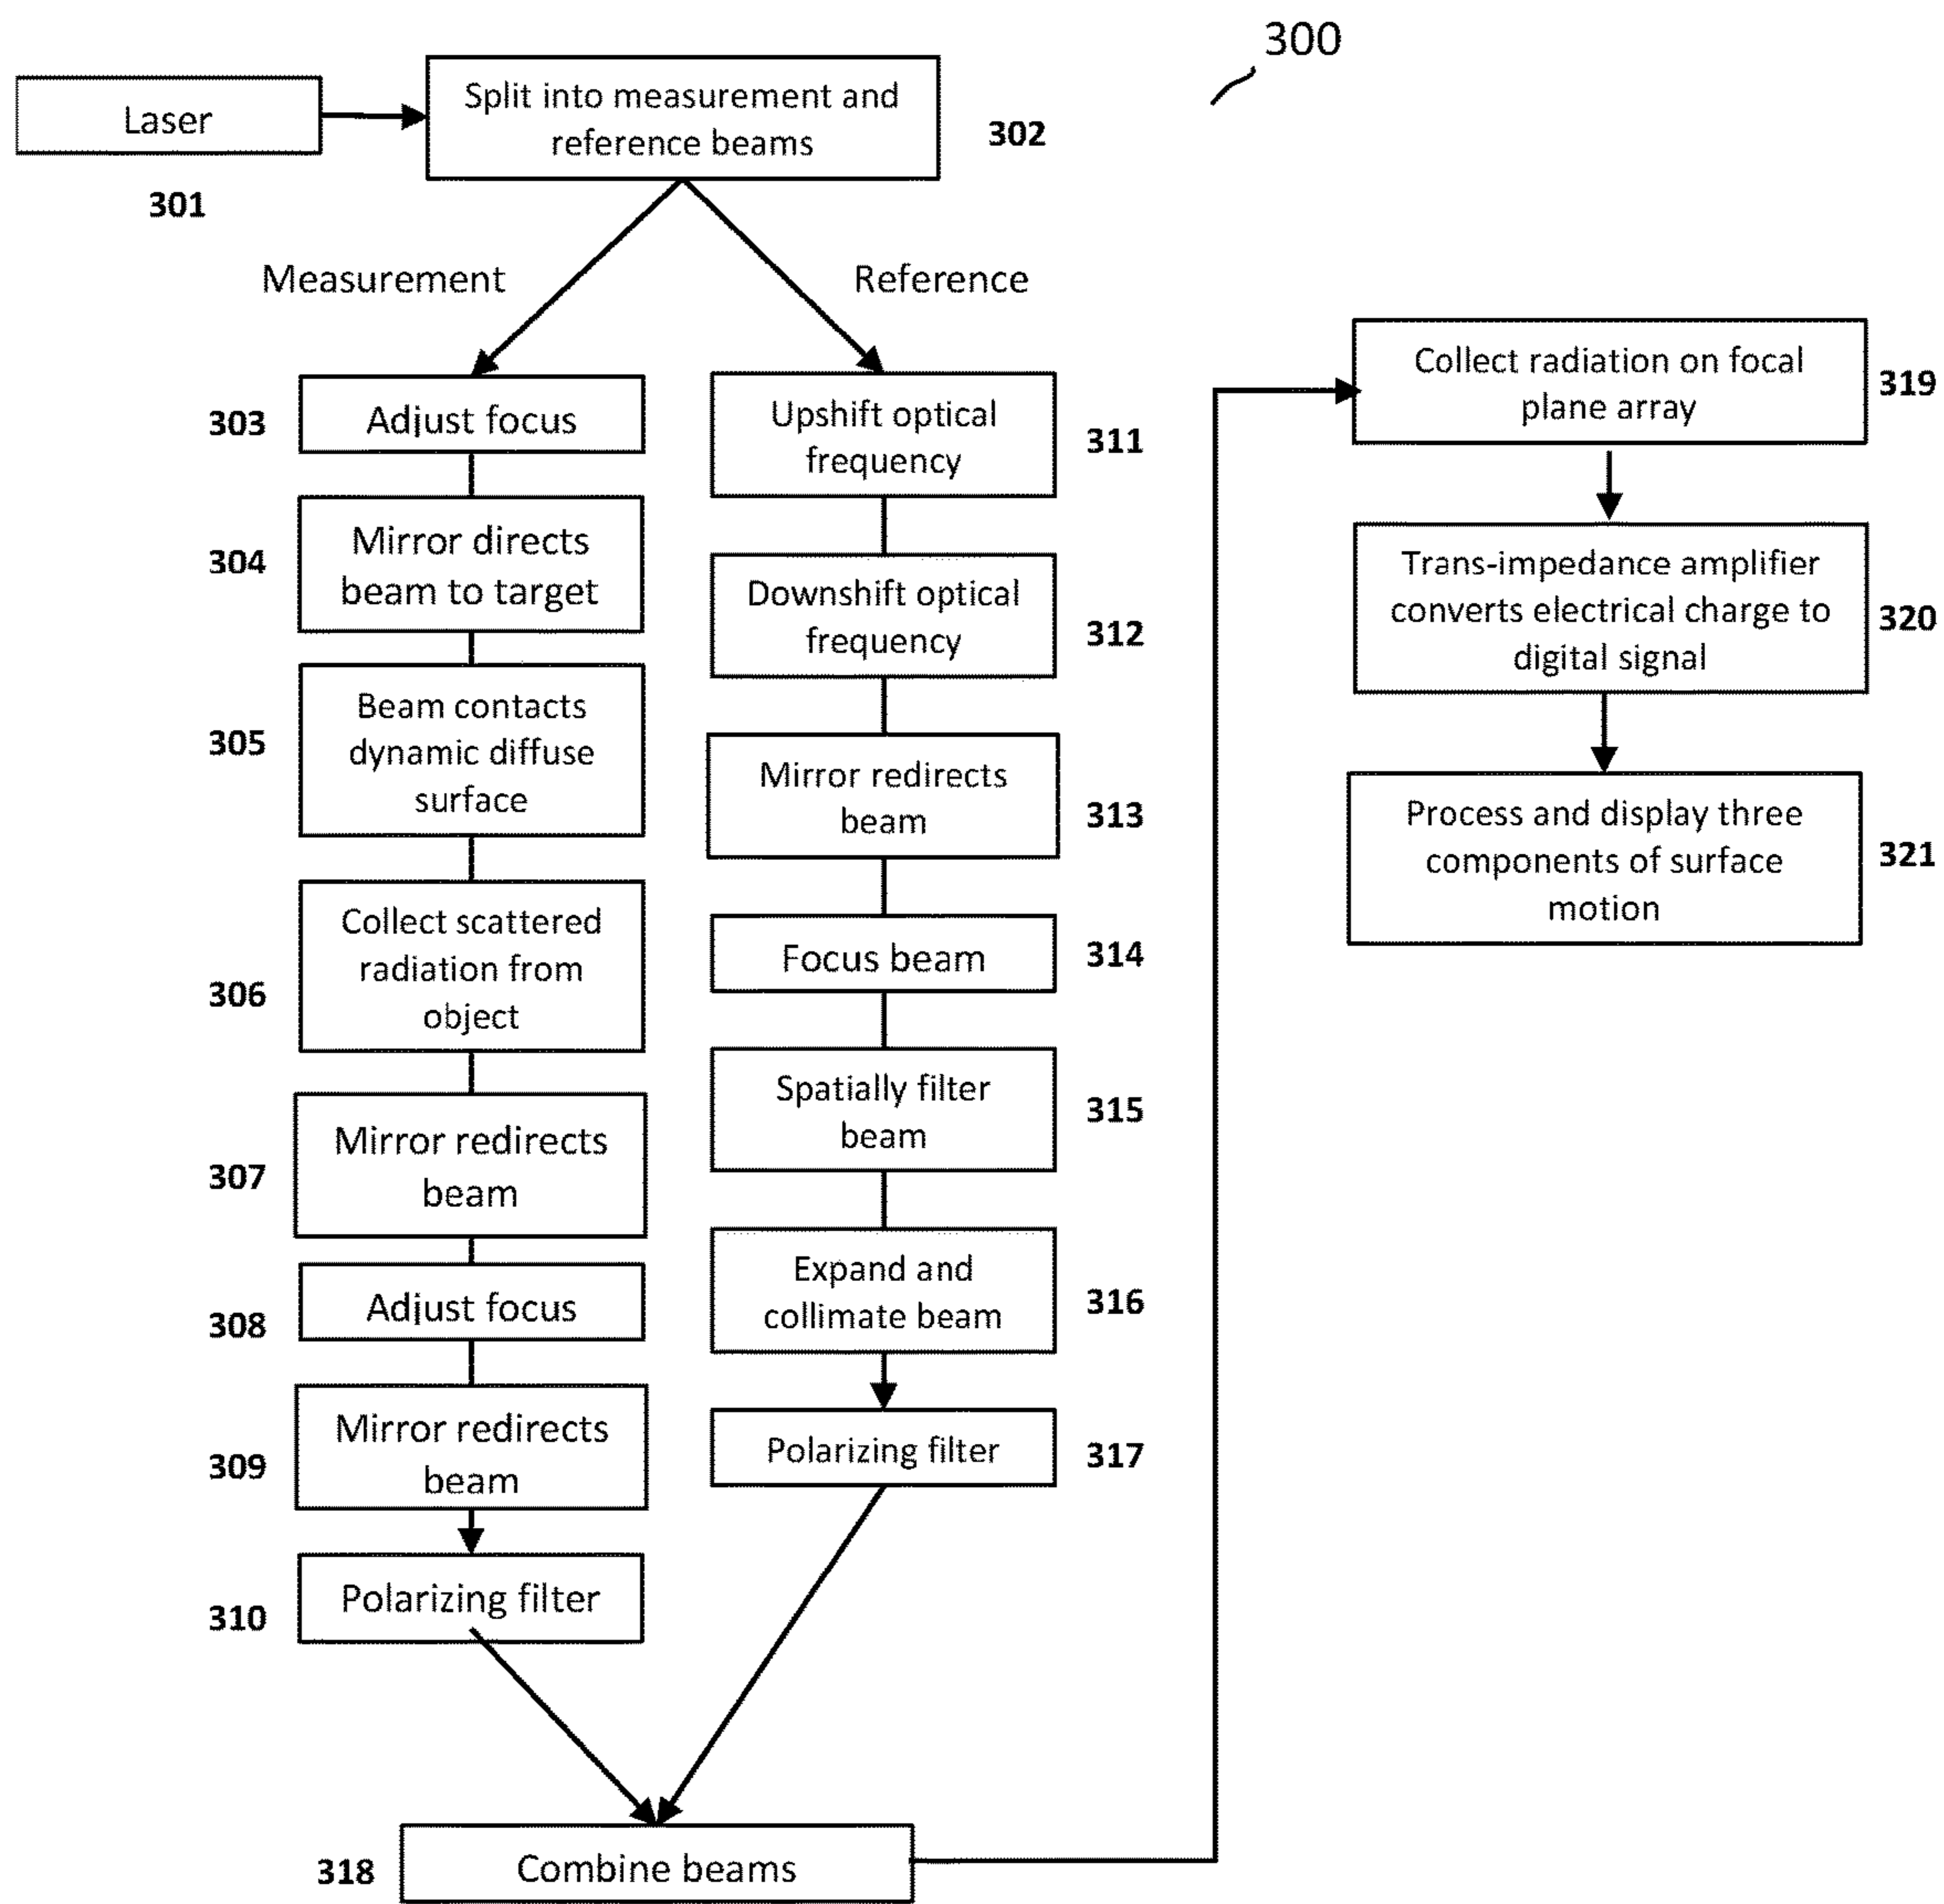 300
Laser
301
Split into measurement and
reference beams
302
Measurement
Reference
303
Adjust focus
304
Mirror directs
beam to target
305
Beam contacts
dynamic diffuse
surface
306
Collect scattered
radiation from
object
307
Mirror redirects
beam
308
Adjust focus
309
Mirror redirects
beam
310
Polarizing filter
Upshift optical
frequency
311
Downshift optical
frequency
312
Mirror redirects
beam
313
Focus beam
314
Spatially filter
beam
315
Expand and
collimate beam
316
Polarizing filter
317
318
Combine beams
Collect radiation on focal
plane array
319
Trans-impedance amplifier
converts electrical charge to
digital signal
320
Process and display three
components of surface
motion
321